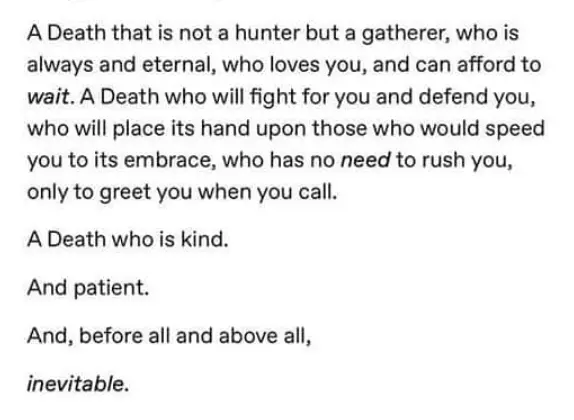 A Death that is not a hunter but a gatherer, who is
always and eternal, who loves you, and can afford to
wait. A Death who will fight for you and defend you,
who will place its hand upon those who would speed
you to its embrace, who has no need to rush you,
only to greet you when you call.
A Death who is kind.
And patient.
And, before all and above all,
inevitable.